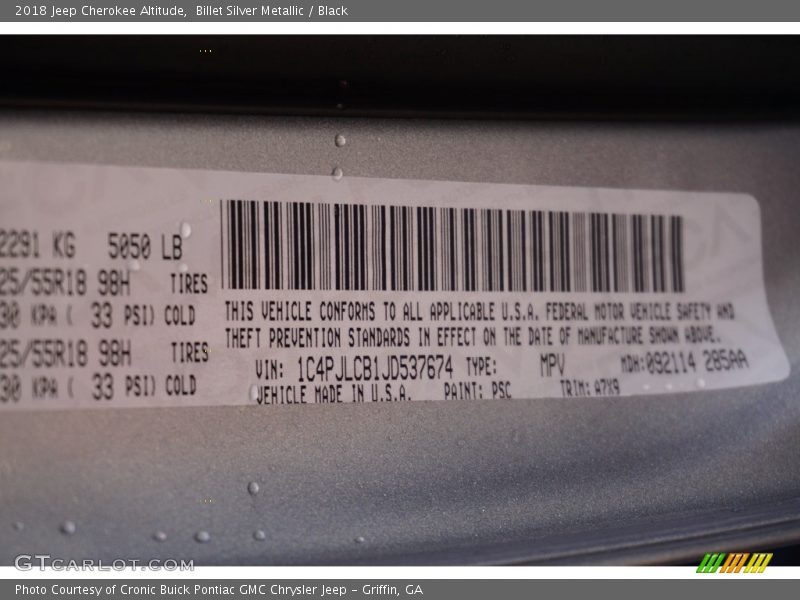 2018 Jeep Cherokee Altitude, Billet Silver Metallic / Black
2291 KG 5050 LB
25/55R18 98H TIRES
30 KPA ( 33 PSI) COLD
25/55R18 98H TIRES
30 KPA ( 33 PSI) COLD
THIS VEHICLE CONFORMS TO ALL APPLICABLE U.S.A. FEDERAL MOTOR VEHICLE SAFETY AND
THEFT PREVENTION STANDARDS IN EFFECT ON THE DATE OF MANUFACTURE SHOWN ABOVE.
VIN: 1C4PJLCB1JD537674 TYPE: MPV MDH:092114 285AA
VEHICLE MADE IN U.S.A. PAINT: PSC TRIM: A7X9
GTCARLOT.COM
Photo Courtesy of Cronic Buick Pontiac GMC Chrysler Jeep - Griffin, GA